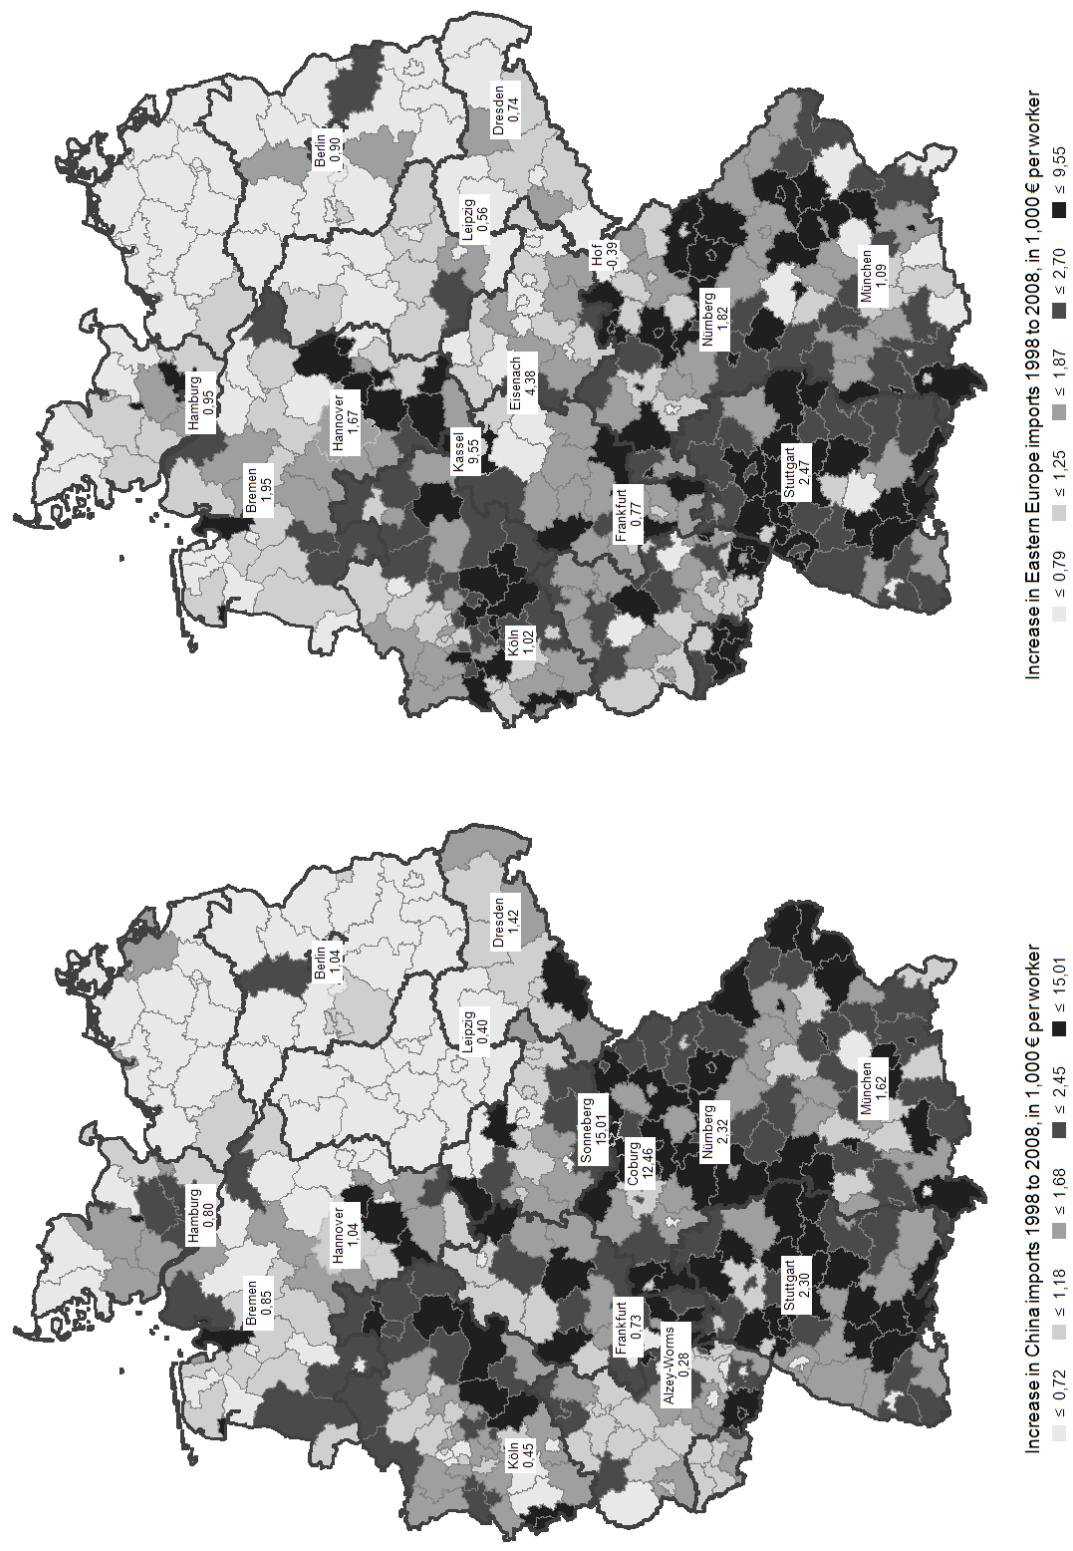 Hamburg
0,80
Bremen
0,85
Berlin
1,04
Hannover
1,04
Leipzig
0,40
Dresden
1,42
Köln
0,45
Sonneberg
15,01
Frankfurt
0,73
Coburg
12,46
Alzey-Worms
0,28
Nürnberg
2,32
Stuttgart
2,30
München
1,62
Increase in China imports 1998 to 2008, in 1,000 € per worker
≤ 0,72 ≤ 1,18 ≤ 1,68 ≤ 2,45 ≤ 15,01
Hamburg
0,95
Bremen
1,95
Berlin
0,90
Hannover
1,67
Kassel
9,55
Leipzig
0,56
Dresden
0,74
Eisenach
4,38
Köln
1,02
Hof
-0,39
Frankfurt
0,77
Nürnberg
1,82
Stuttgart
2,47
München
1,09
Increase in Eastern Europe imports 1998 to 2008, in 1,000 € per worker
≤ 0,79 ≤ 1,25 ≤ 1,87 ≤ 2,70 ≤ 9,55